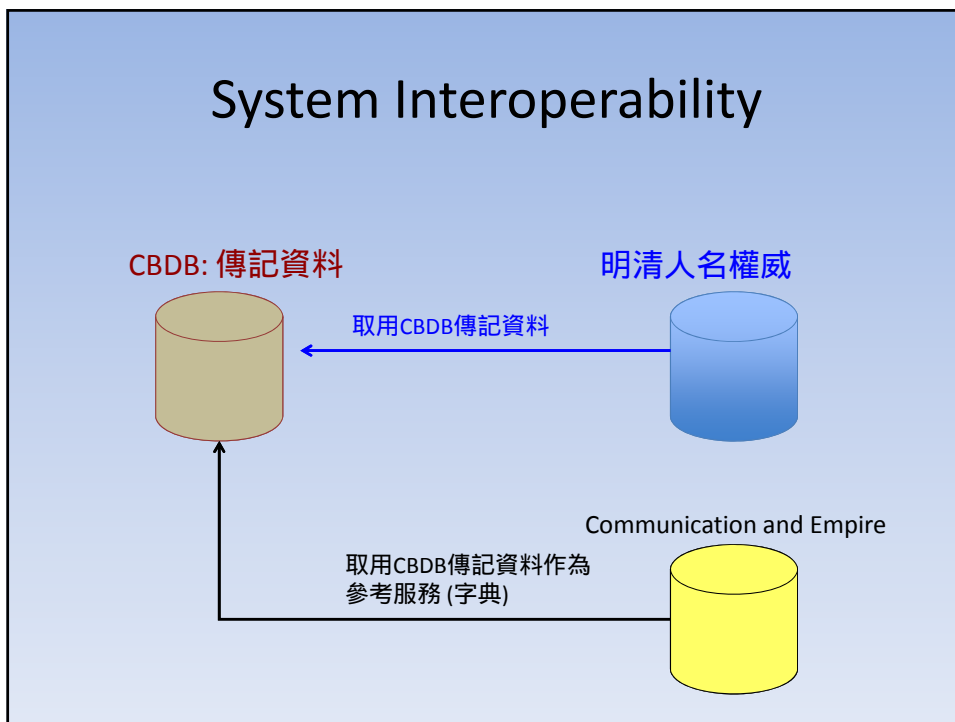 System Interoperability
CBDB: 傳記資料
明清人名權威
取用CBDB傳記資料
Communication and Empire
取用CBDB傳記資料作為
參考服務 (字典)